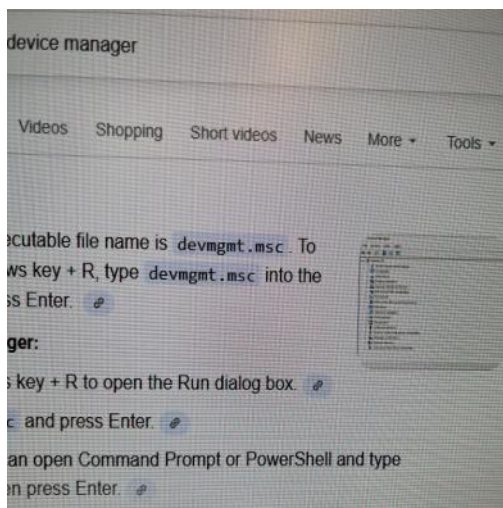 device manager
Videos Shopping Short videos News More Tools
ecutable file name is devmgmt.msc. To
ws key + R, type devmgmt.msc into the
ss Enter.
ger:
s key + R to open the Run dialog box.
c and press Enter.
an open Command Prompt or PowerShell and type
en press Enter.